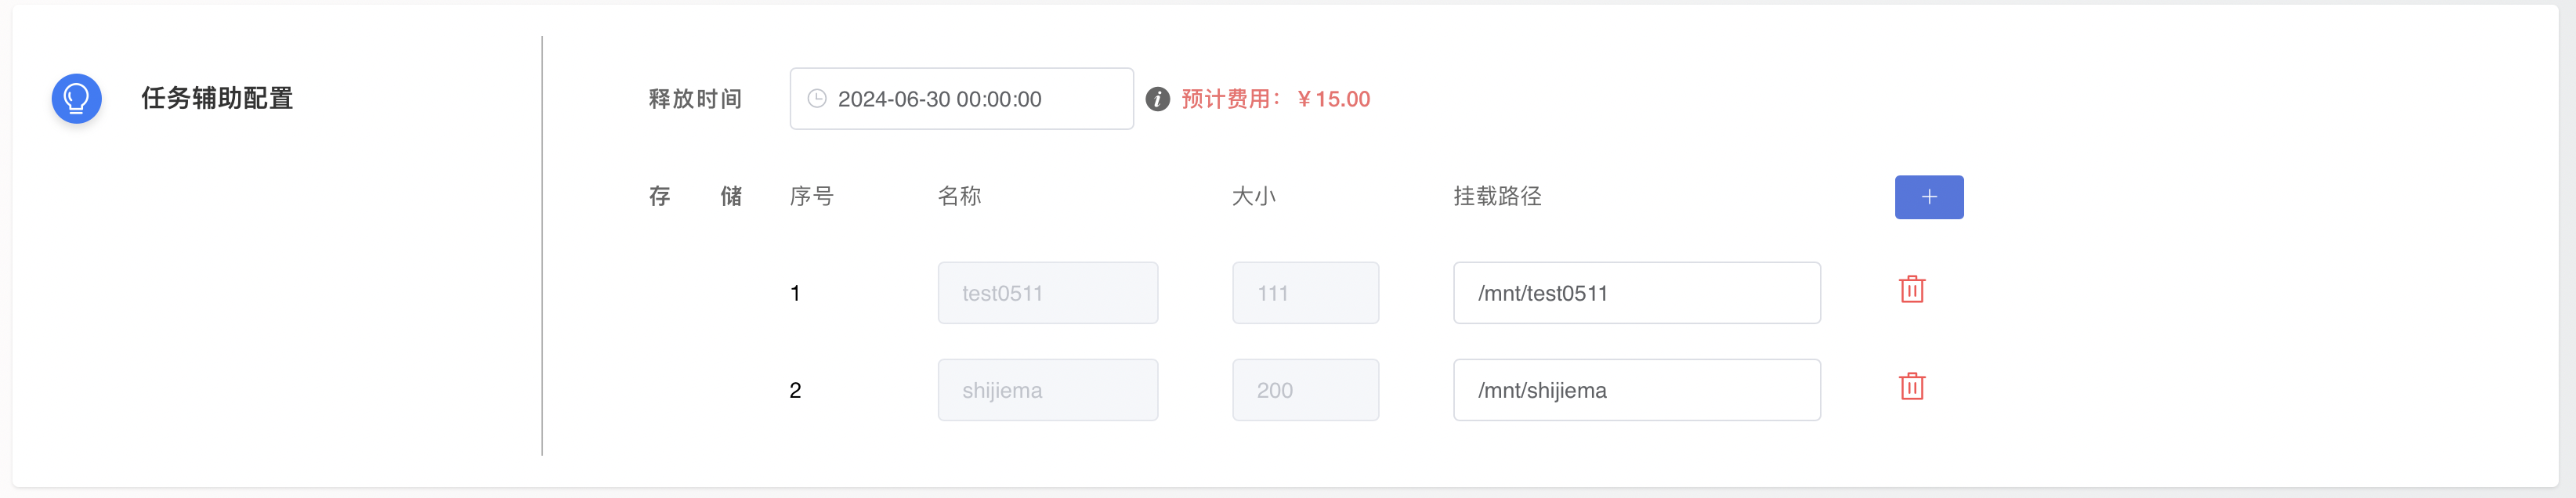 任务辅助配置
释放时间 2024-06-30 00:00:00 预计费用：￥15.00
存 储 序号 名称 大小 挂载路径
1 test0511 111 /mnt/test0511
2 shijiema 200 /mnt/shijiema